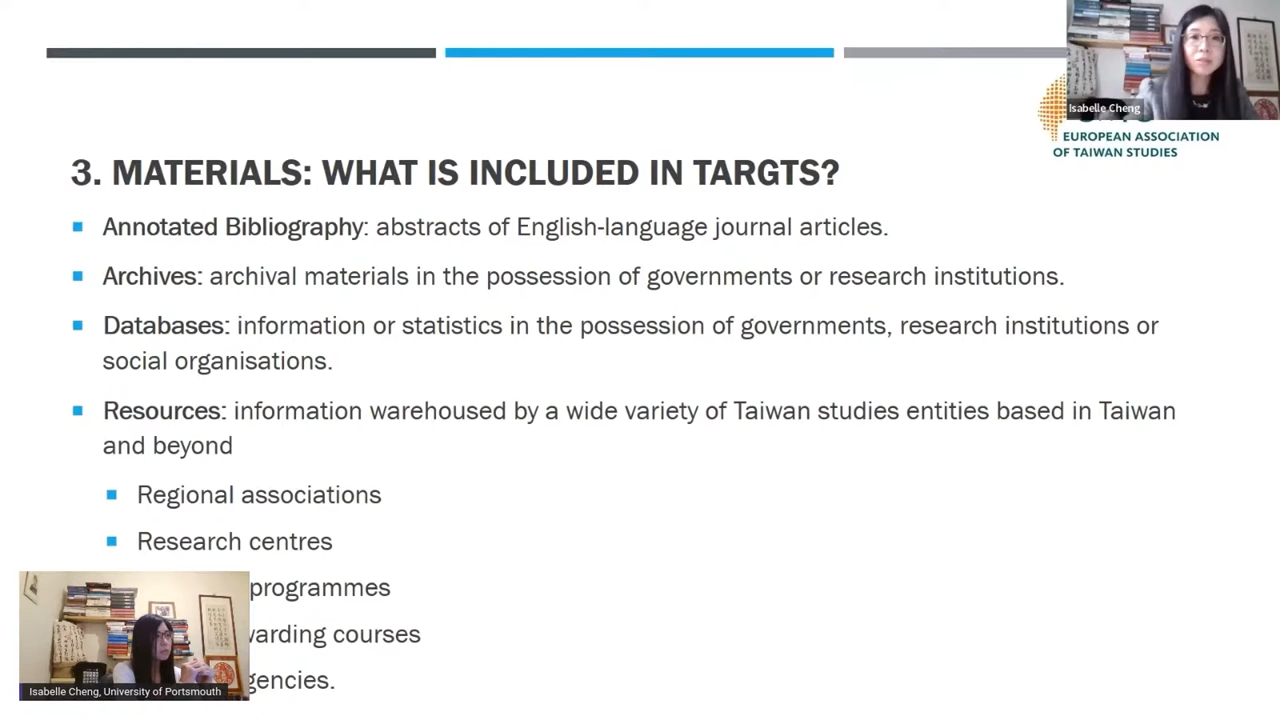 Isabelle Cheng
EUROPEAN ASSOCIATION
OF TAIWAN STUDIES
3. MATERIALS: WHAT IS INCLUDED IN TARGTS?
Annotated Bibliography: abstracts of English-language journal articles.
Archives: archival materials in the possession of governments or research institutions.
Databases: information or statistics in the possession of governments, research institutions or
social organisations.
Resources: information warehoused by a wide variety of Taiwan studies entities based in Taiwan
and beyond
Regional associations
Research centres
programmes
courses
Isabelle Cheng, University of Portsmouth